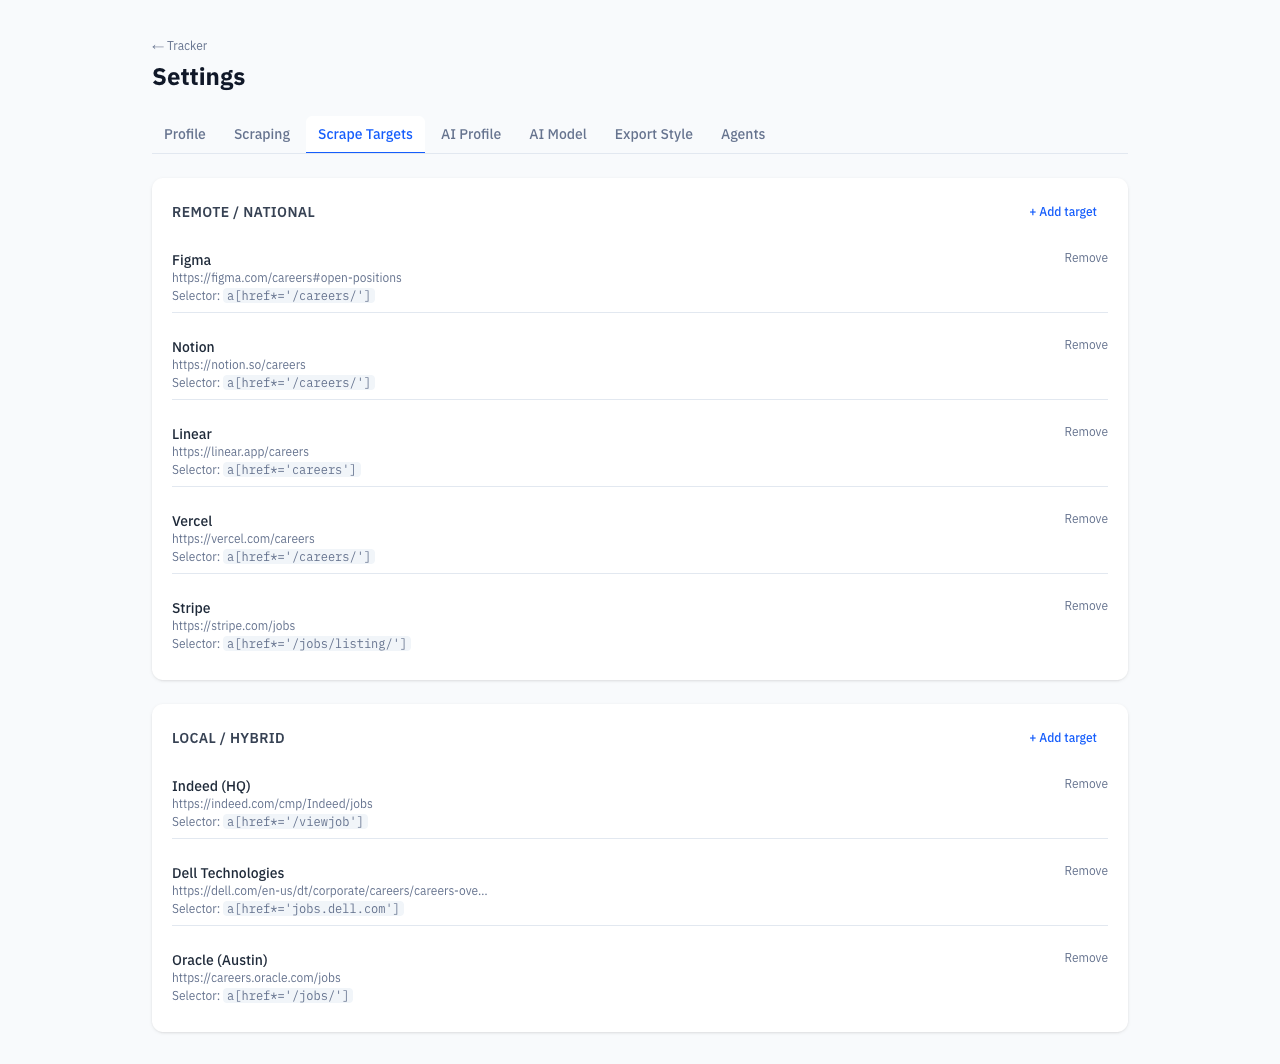 ← Tracker
Settings
Profile Scraping Scrape Targets AI Profile AI Model Export Style Agents
REMOTE / NATIONAL + Add target
Figma Remove
https://figma.com/careers#open-positions
Selector: a[href*='/careers/']
Notion Remove
https://notion.so/careers
Selector: a[href*='/careers/']
Linear Remove
https://linear.app/careers
Selector: a[href*='careers']
Vercel Remove
https://vercel.com/careers
Selector: a[href*='/careers/']
Stripe Remove
https://stripe.com/jobs
Selector: a[href*='/jobs/listing/']
LOCAL / HYBRID + Add target
Indeed (HQ) Remove
https://indeed.com/cmp/Indeed/jobs
Selector: a[href*='/viewjob']
Dell Technologies Remove
https://dell.com/en-us/dt/corporate/careers/careers-ove…
Selector: a[href*='jobs.dell.com']
Oracle (Austin) Remove
https://careers.oracle.com/jobs
Selector: a[href*='/jobs/']